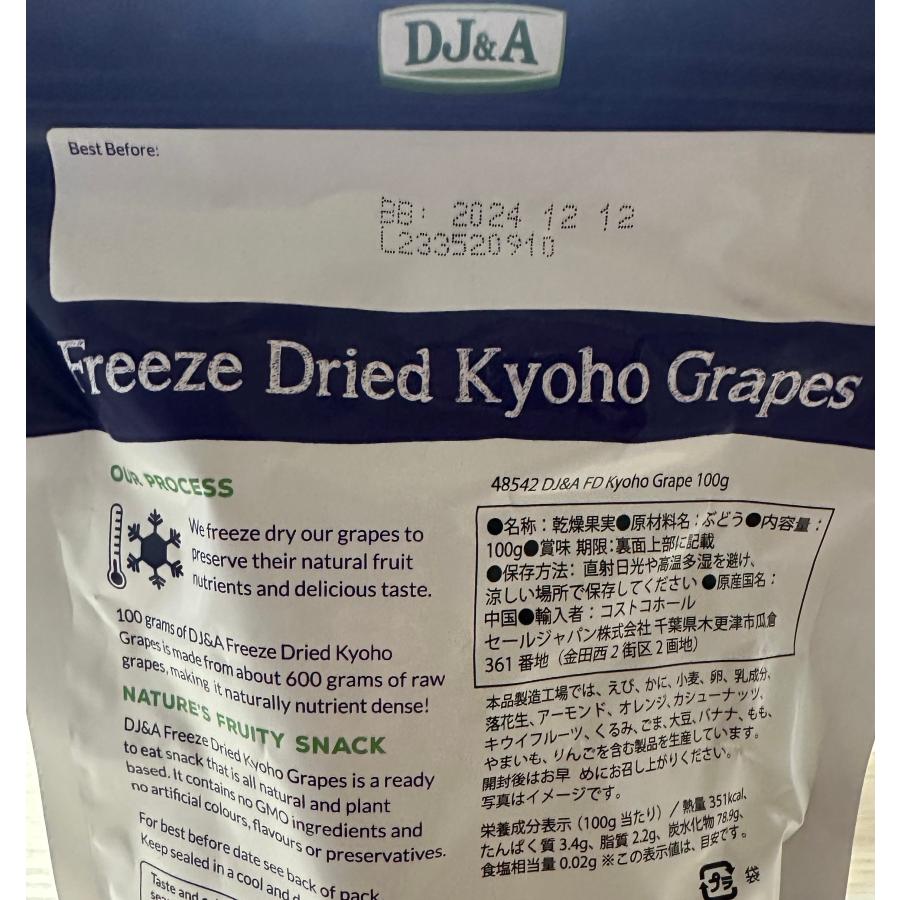 DJ&A
Best Before:
BB: 2024 12 12
L233520910
Freeze Dried Kyoho Grapes
OUR PROCESS
We freeze dry our grapes to
preserve their natural fruit
nutrients and delicious taste.
100 grams of DJ&A Freeze Dried Kyoho
Grapes is made from about 600 grams of raw
grapes, making it naturally nutrient dense!
NATURE'S FRUITY SNACK
DJ&A Freeze Dried Kyoho Grapes is a ready
to eat snack that is all natural and plant
based. It contains no GMO ingredients and
no artificial colours, flavours or preservatives.
For best before date see back of pack.
Keep sealed in a cool and
Taste and
48542 DJ&A FD Kyoho Grape 100g
●名称：乾燥果実●原材料名：ぶどう●内容量：
100g●賞味 期限：裏面上部に記載
●保存方法：直射日光や高温多湿を避け、
涼しい場所で保存してください ●原産国名：
中国●輸入者：コストコホール
セールジャパン株式会社 千葉県木更津市瓜倉
361 番地（金田西 2 街区 2 画地）
本品製造工場では、えび、かに、小麦、卵、乳成分、
落花生、アーモンド、オレンジ、カシューナッツ、
キウイフルーツ、くるみ、ごま、大豆、バナナ、もも、
やまいも、りんごを含む製品を生産しています。
開封後はお早 めにお召し上がりください。
写真はイメージです。
栄養成分表示（100g 当たり）／熱量 351kcal、
たんぱく質 3.4g、脂質 2.2g、炭水化物 78.9g、
食塩相当量 0.02g ※この表示値は、目安です。
プラ 袋